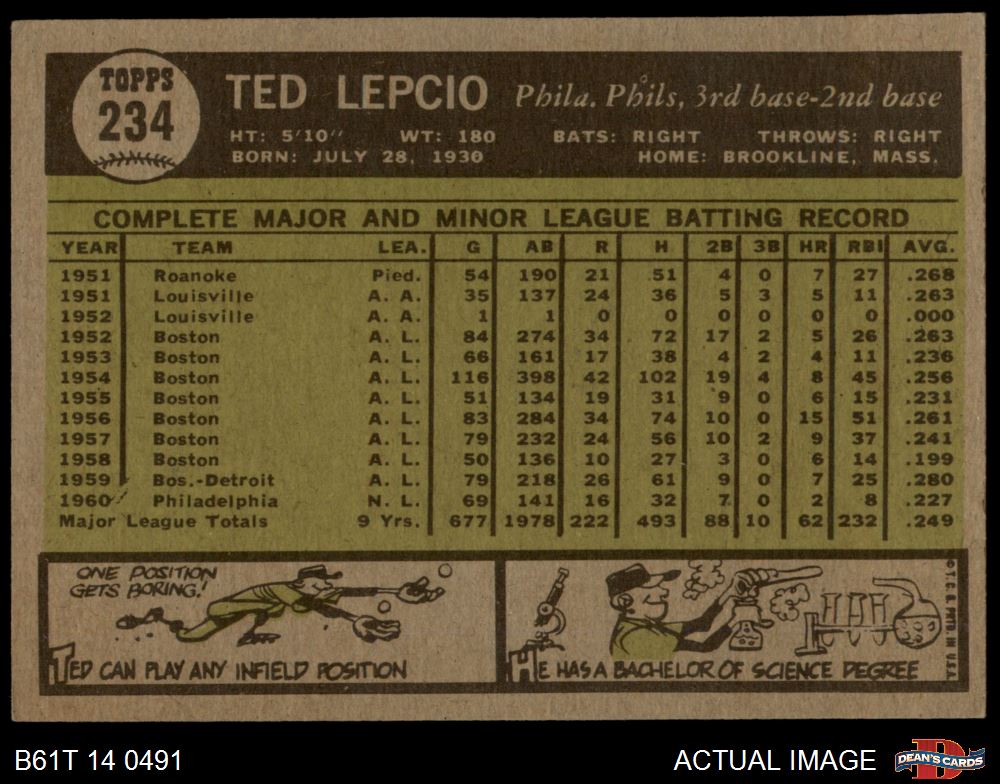 TOPPS
234
TED LEPCIO Phila. Phils, 3rd base-2nd base
HT: 5'10'' WT: 180 BATS: RIGHT THROWS: RIGHT
BORN: JULY 28, 1930 HOME: BROOKLINE, MASS.
COMPLETE MAJOR AND MINOR LEAGUE BATTING RECORD
YEAR TEAM LEA. G AB R H 2B 3B HR RBI AVG.
1951 Roanoke Pied. 54 190 21 51 4 0 7 27 .268
1951 Louisville A. A. 35 137 24 36 5 3 5 11 .263
1952 Louisville A. A. 1 1 0 0 0 0 0 0 .000
1952 Boston A. L. 84 274 34 72 17 2 5 26 .263
1953 Boston A. L. 66 161 17 38 4 2 4 11 .236
1954 Boston A. L. 116 398 42 102 19 4 8 45 .256
1955 Boston A. L. 51 134 19 31 9 0 6 15 .231
1956 Boston A. L. 83 284 34 74 10 0 15 51 .261
1957 Boston A. L. 79 232 24 56 10 2 9 37 .241
1958 Boston A. L. 50 136 10 27 3 0 6 14 .199
1959 Bos.-Detroit A. L. 79 218 26 61 9 0 7 25 .280
1960 Philadelphia N. L. 69 141 16 32 7 0 2 8 .227
Major League Totals 9 Yrs. 677 1978 222 493 88 10 62 232 .249
ONE POSITION
GETS BORING!
TED CAN PLAY ANY INFIELD POSITION
HE HAS A BACHELOR OF SCIENCE DEGREE
© T. C. G. PRTD. IN U.S.A.
B61T 14 0491
ACTUAL IMAGE
DEAN'S CARDS